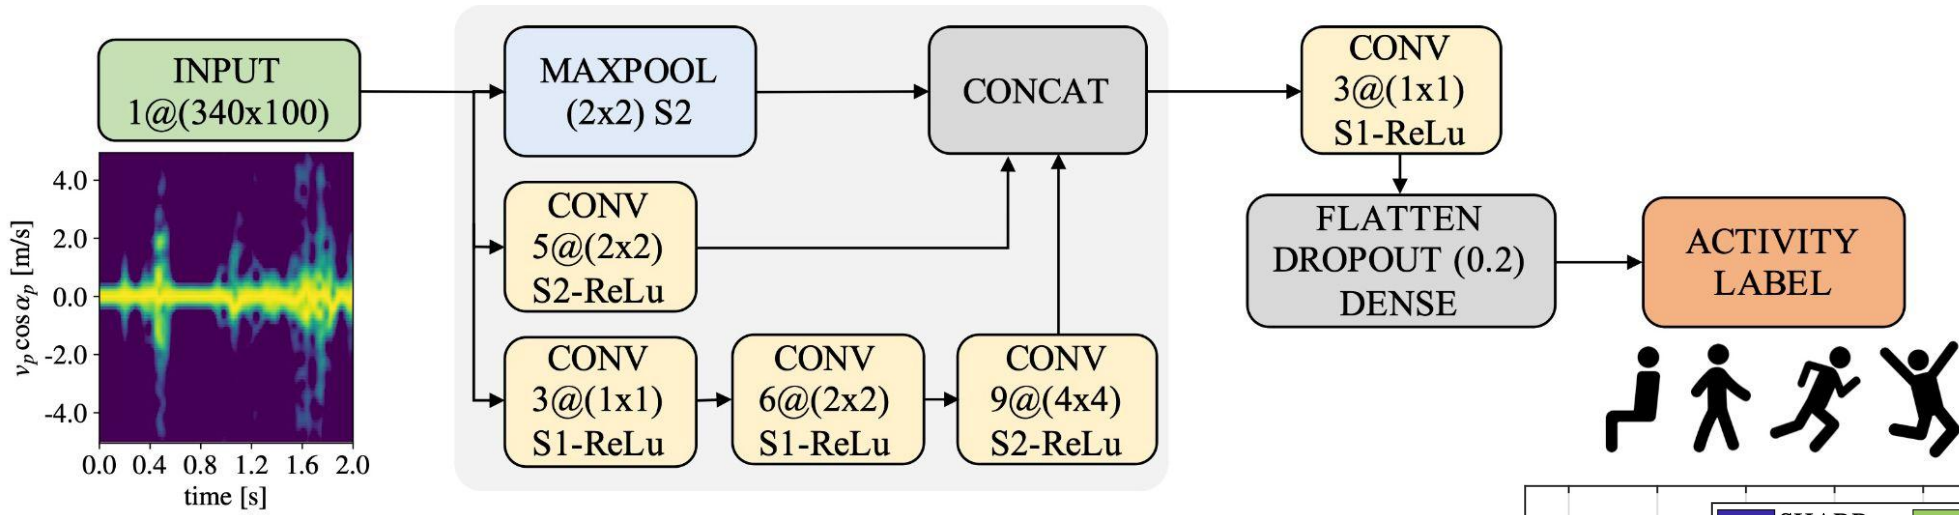 INPUT
1@(340x100)
MAXPOOL
(2x2) S2
CONCAT
CONV
3@(1x1)
S1-ReLu
CONV
5@(2x2)
S2-ReLu
FLATTEN
DROPOUT (0.2)
DENSE
ACTIVITY
LABEL
CONV
3@(1x1)
S1-ReLu
CONV
6@(2x2)
S1-ReLu
CONV
9@(4x4)
S2-ReLu
v_p cos α_p [m/s]
4.0
2.0
0.0
-2.0
-4.0
0.0 0.4 0.8 1.2 1.6 2.0
time [s]